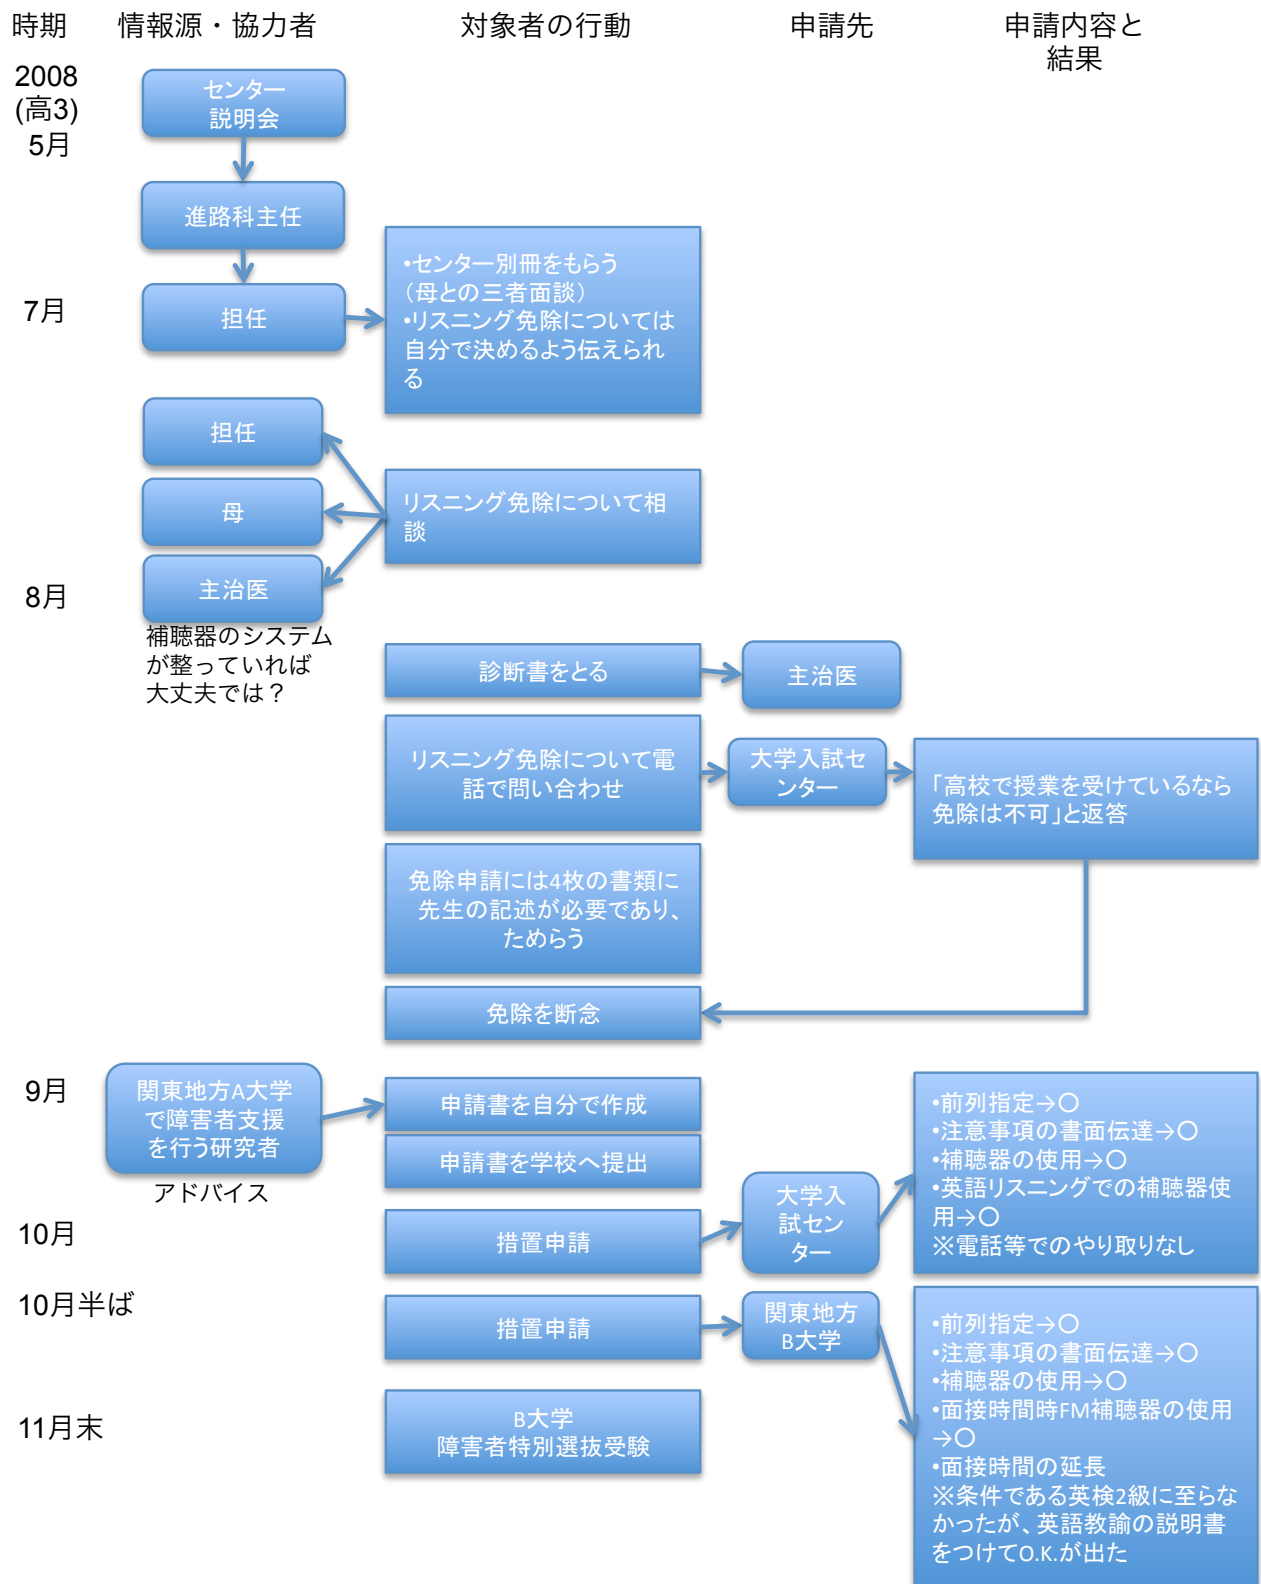 時期
情報源・協力者
対象者の行動
申請先
申請内容と
結果
2008
(高3)
5月
センター
説明会
進路科主任
7月
担任
•センター別冊をもらう
（母との三者面談）
•リスニング免除については
自分で決めるよう伝えられ
る
担任
母
主治医
リスニング免除について相
談
8月
補聴器のシステム
が整っていれば
大丈夫では？
診断書をとる
主治医
リスニング免除について電
話で問い合わせ
大学入試セ
ンター
「高校で授業を受けているなら
免除は不可」と返答
免除申請には4枚の書類に
先生の記述が必要であり、
ためらう
免除を断念
9月
関東地方A大学
で障害者支援
を行う研究者
アドバイス
申請書を自分で作成
申請書を学校へ提出
10月
措置申請
大学入
試セン
ター
•前列指定→○
•注意事項の書面伝達→○
•補聴器の使用→○
•英語リスニングでの補聴器使
用→○
※電話等でのやり取りなし
10月半ば
措置申請
関東地方
B大学
•前列指定→○
•注意事項の書面伝達→○
•補聴器の使用→○
•面接時間時FM補聴器の使用
→○
•面接時間の延長
※条件である英検2級に至らな
かったが、英語教諭の説明書
をつけてO.K.が出た
11月末
B大学
障害者特別選抜受験